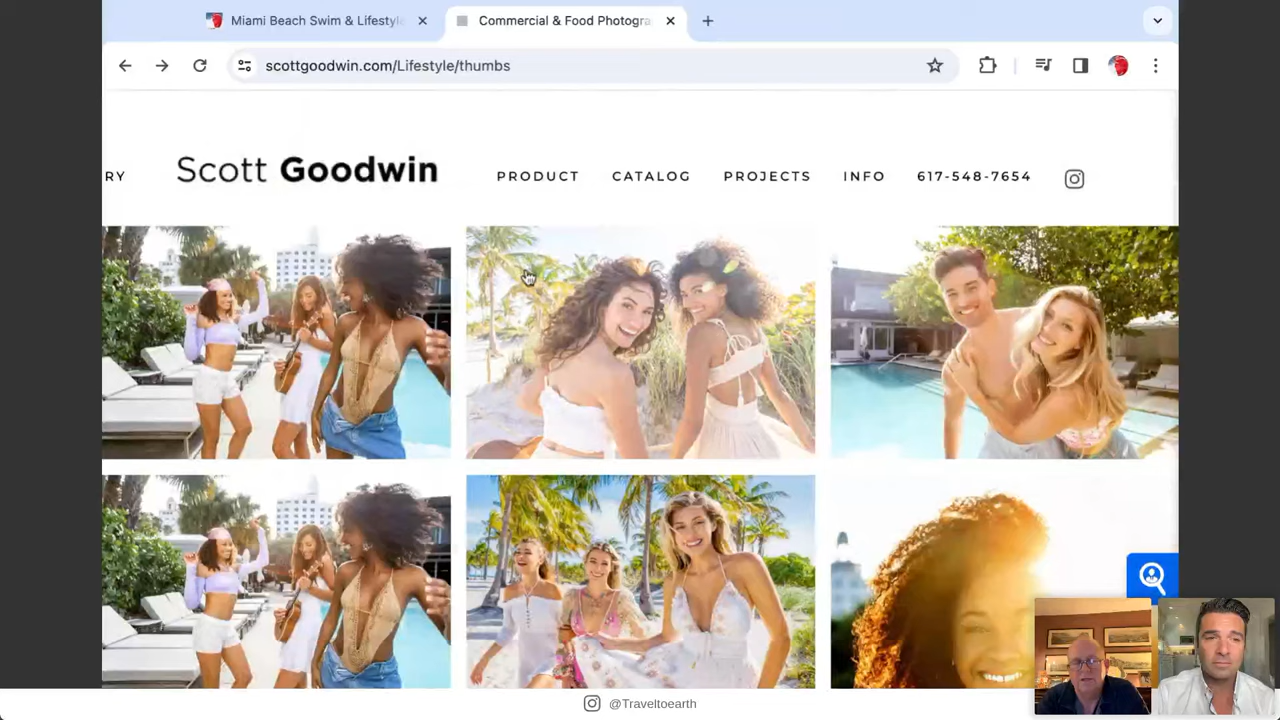 Miami Beach Swim & Lifestyle
Commercial & Food Photogra
scottgoodwin.com/Lifestyle/thumbs
RY
Scott Goodwin
PRODUCT
CATALOG
PROJECTS
INFO
617-548-7654
@Traveltoearth